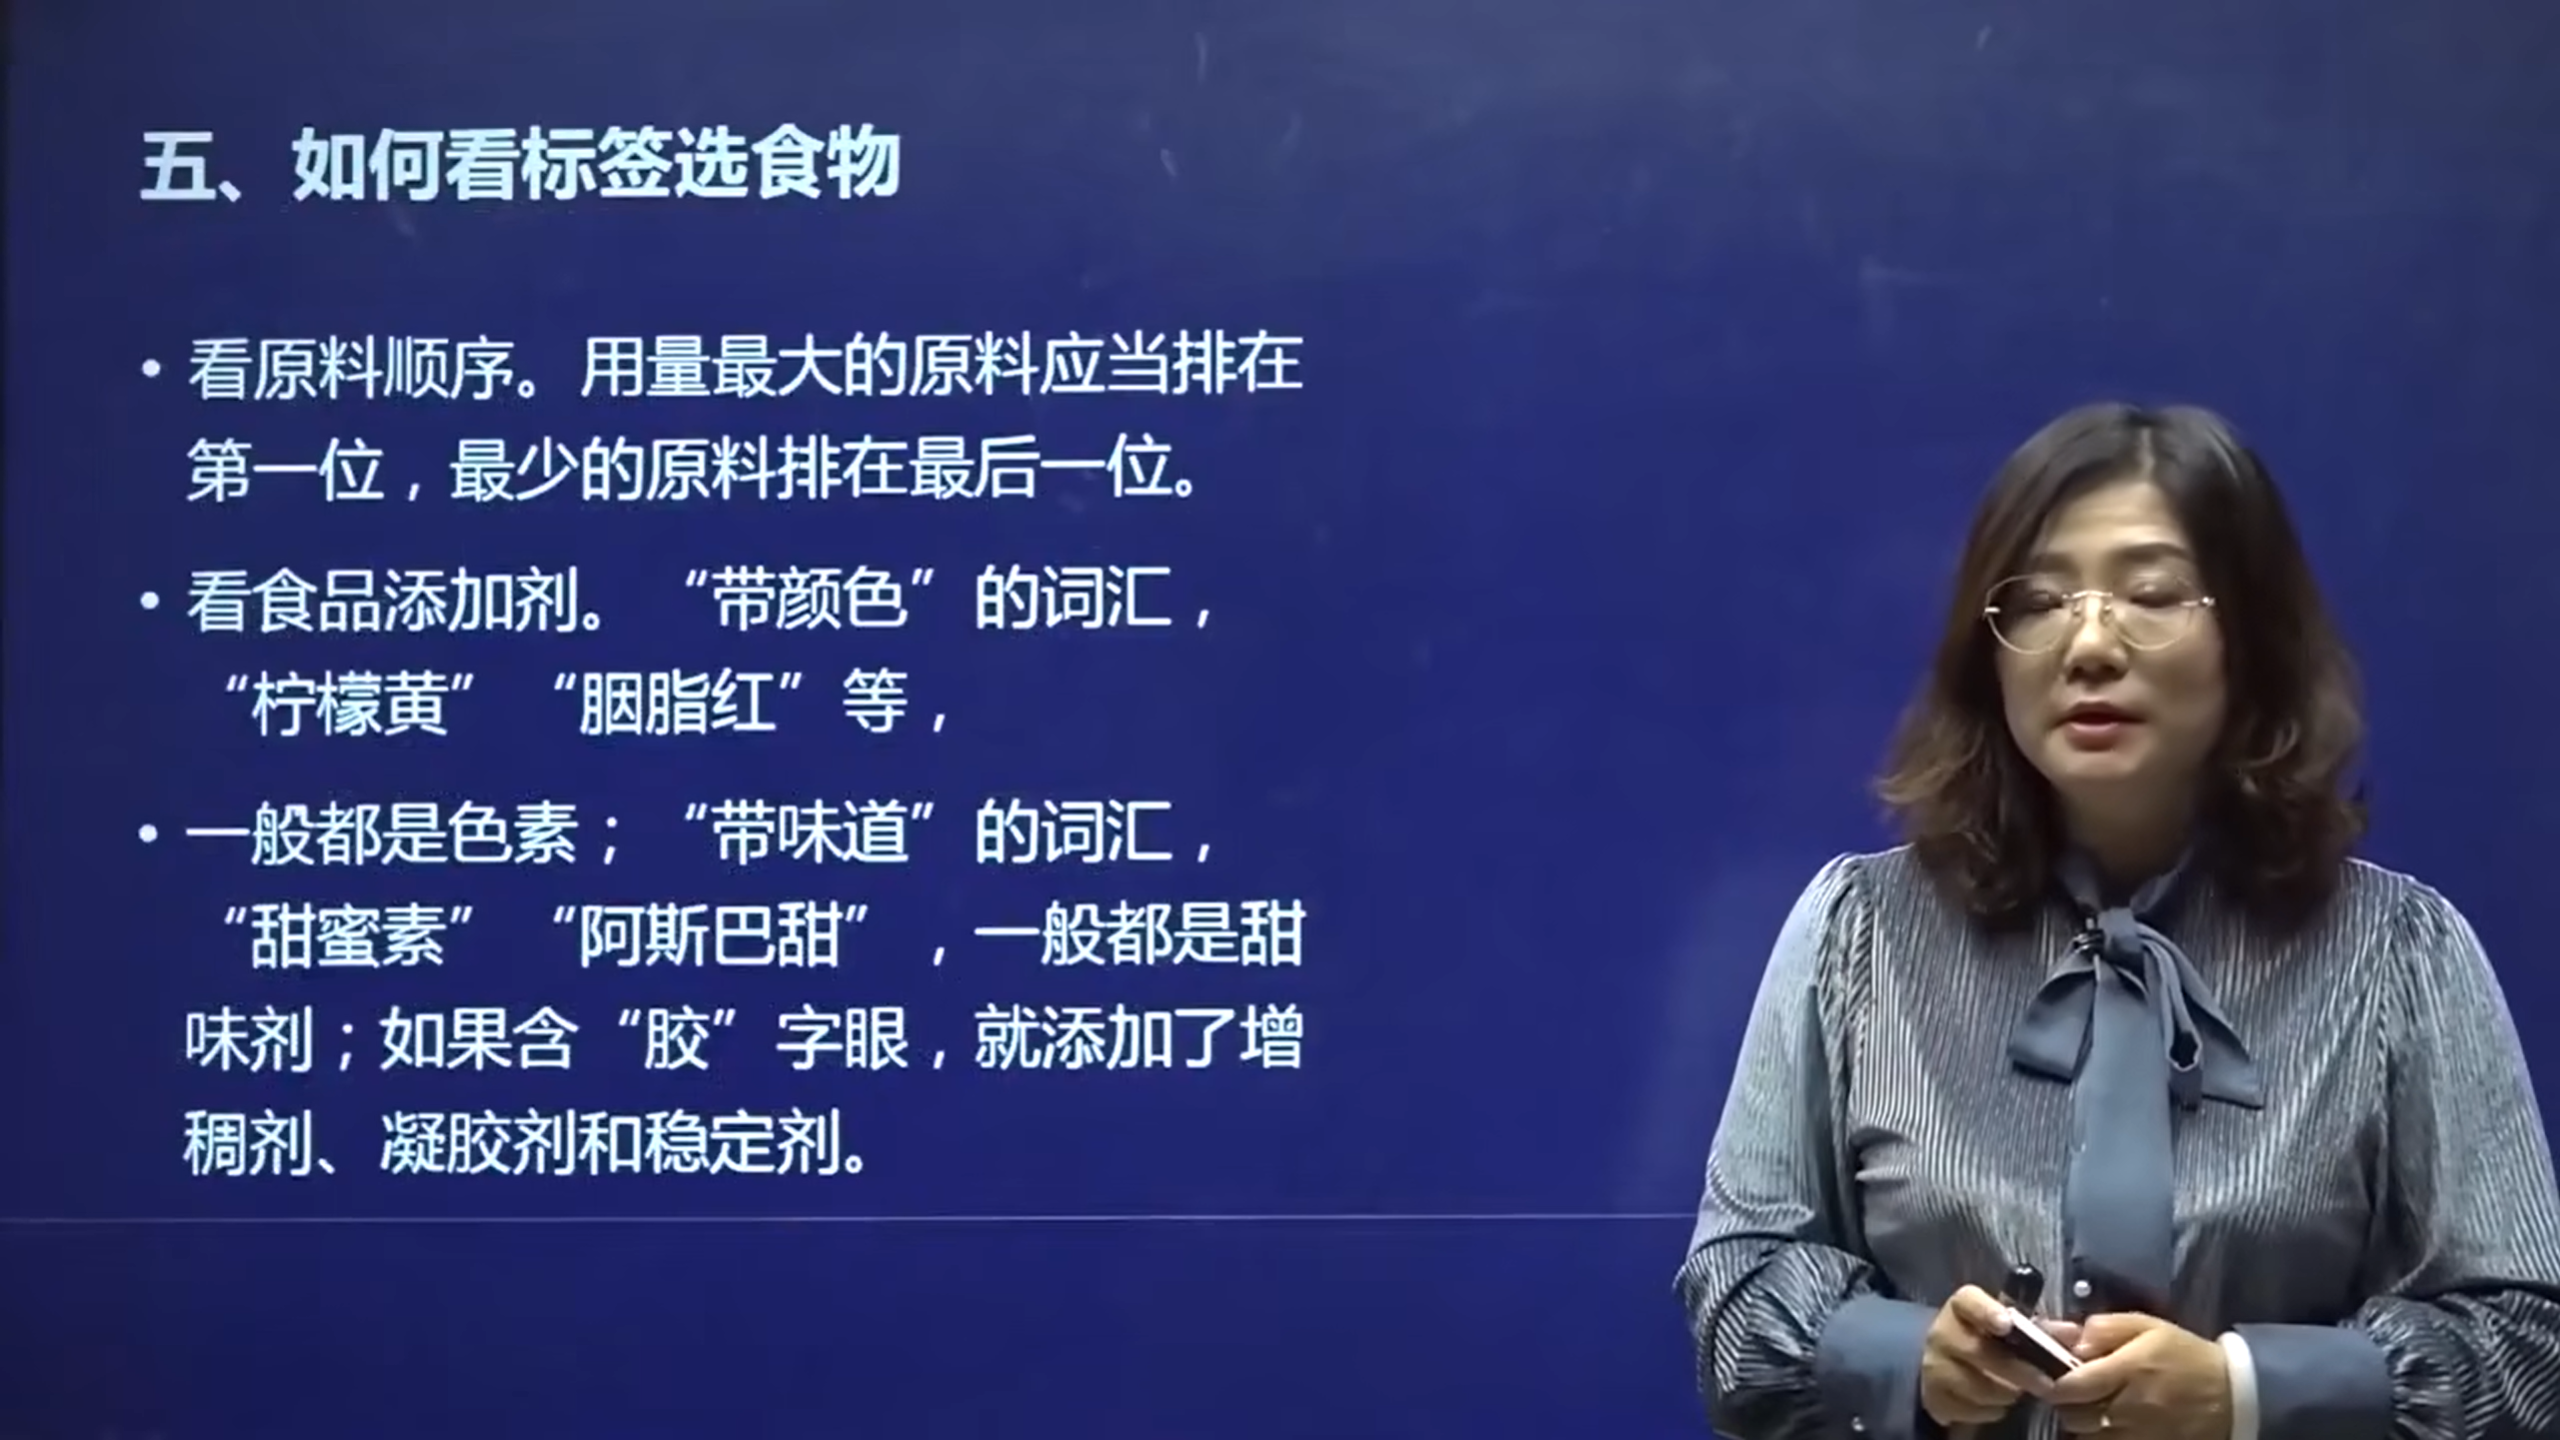 五、如何看标签选食物
• 看原料顺序。用量最大的原料应当排在
第一位，最少的原料排在最后一位。
• 看食品添加剂。“带颜色”的词汇，
“柠檬黄”“胭脂红”等，
• 一般都是色素；“带味道”的词汇，
“甜蜜素”“阿斯巴甜”，一般都是甜
味剂；如果含“胶”字眼，就添加了增
稠剂、凝胶剂和稳定剂。